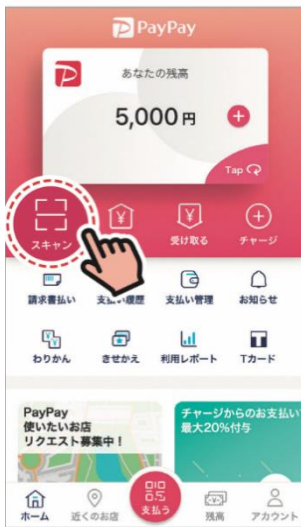 PayPay
あなたの残高
5,000 円
Tap
スキャン
受け取る
チャージ
請求書払い
支払い履歴
支払い管理
お知らせ
わりかん
きせかえ
利用レポート
Tカード
PayPay
使いたいお店
リクエスト募集中！
チャージからのお支払い
最大20%付与
ホーム
近くのお店
支払う
残高
アカウント